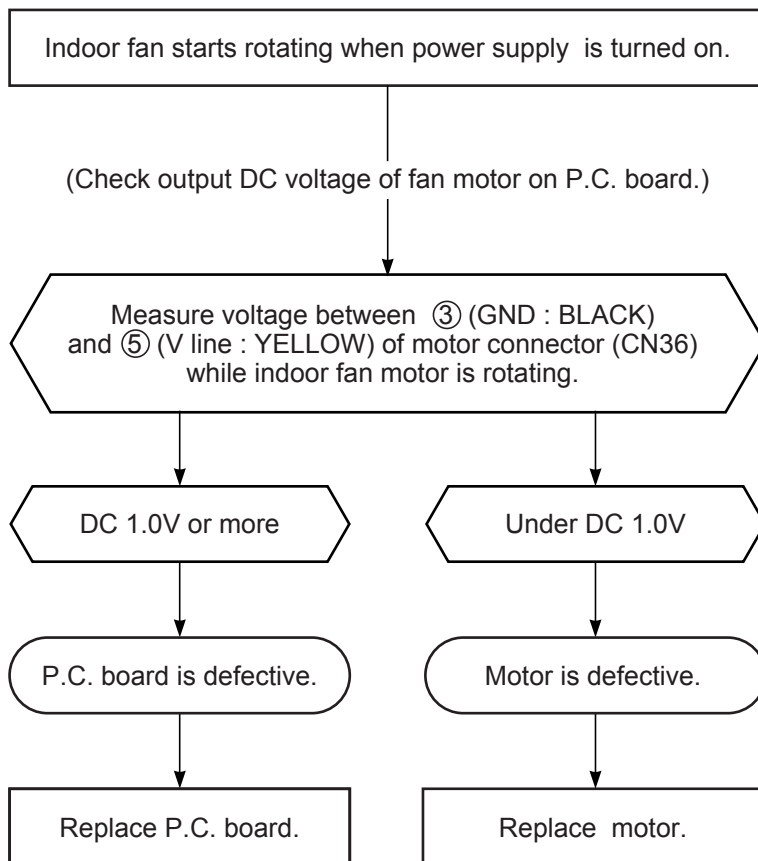 Indoor fan starts rotating when power supply is turned on.
(Check output DC voltage of fan motor on P.C. board.)
Measure voltage between ③ (GND : BLACK)
and ⑤ (V line : YELLOW) of motor connector (CN36)
while indoor fan motor is rotating.
DC 1.0V or more
Under DC 1.0V
P.C. board is defective.
Motor is defective.
Replace P.C. board.
Replace motor.